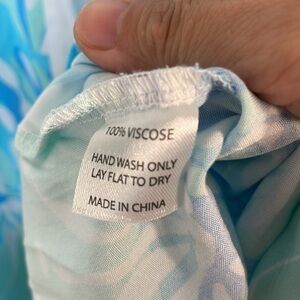 100% VISCOSE
HAND WASH ONLY
LAY FLAT TO DRY
MADE IN CHINA